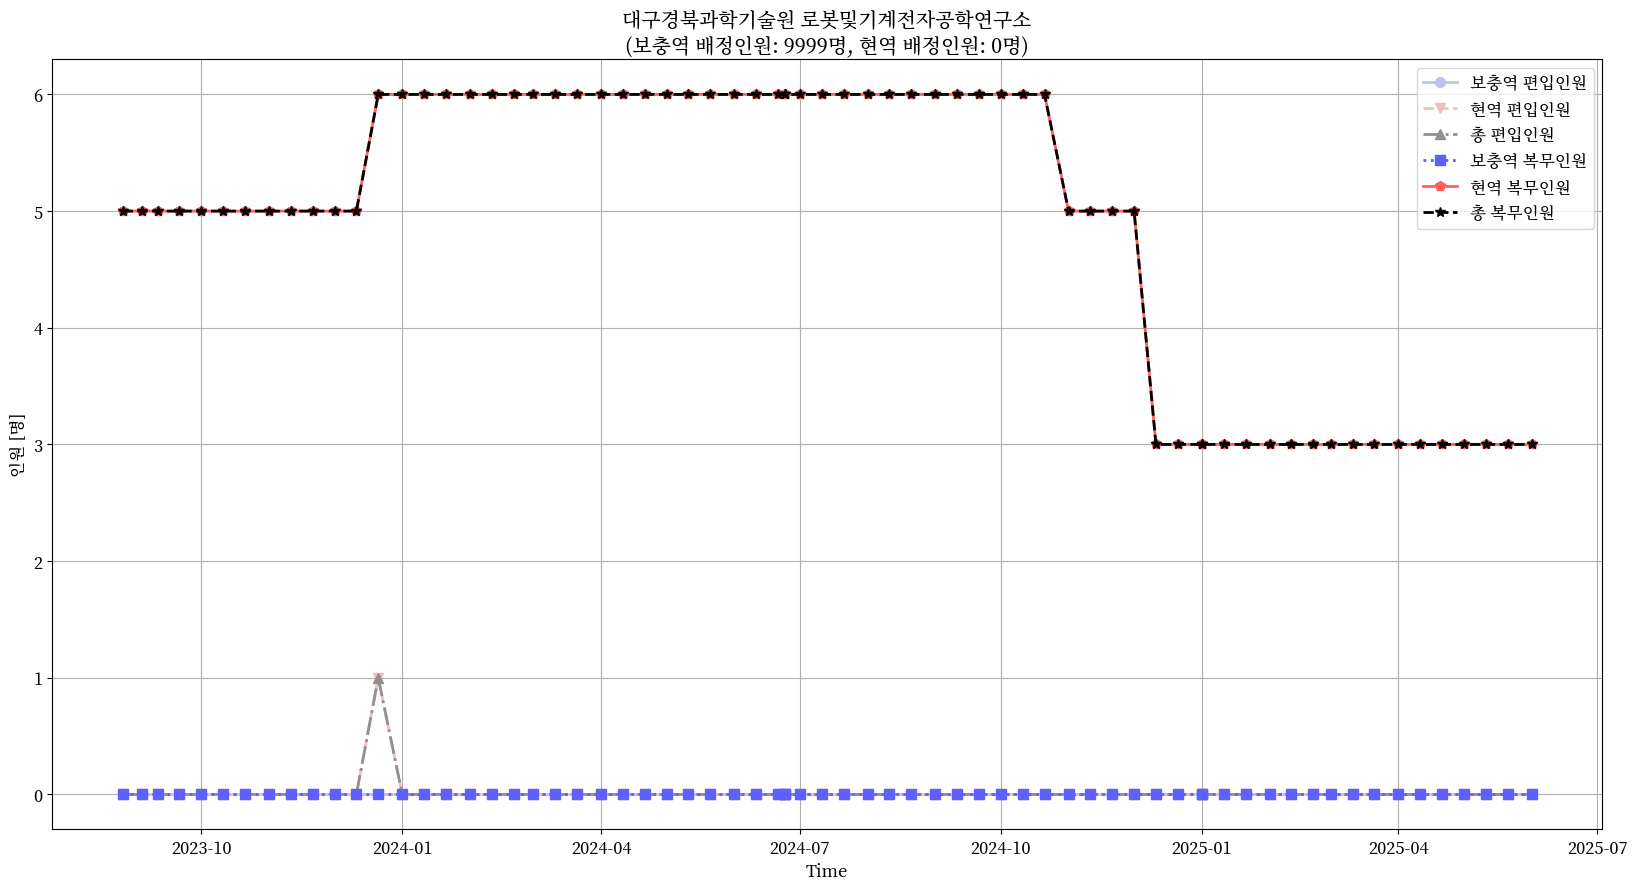 대구경북과학기술원 로봇및기계전자공학연구소
(보충역 배정인원: 9999명, 현역 배정인원: 0명)
보충역 편입인원
현역 편입인원
총 편입인원
보충역 복무인원
현역 복무인원
총 복무인원
인원 [명]
6
5
4
3
2
1
0
2023-10
2024-01
2024-04
2024-07
2024-10
2025-01
2025-04
2025-07
Time